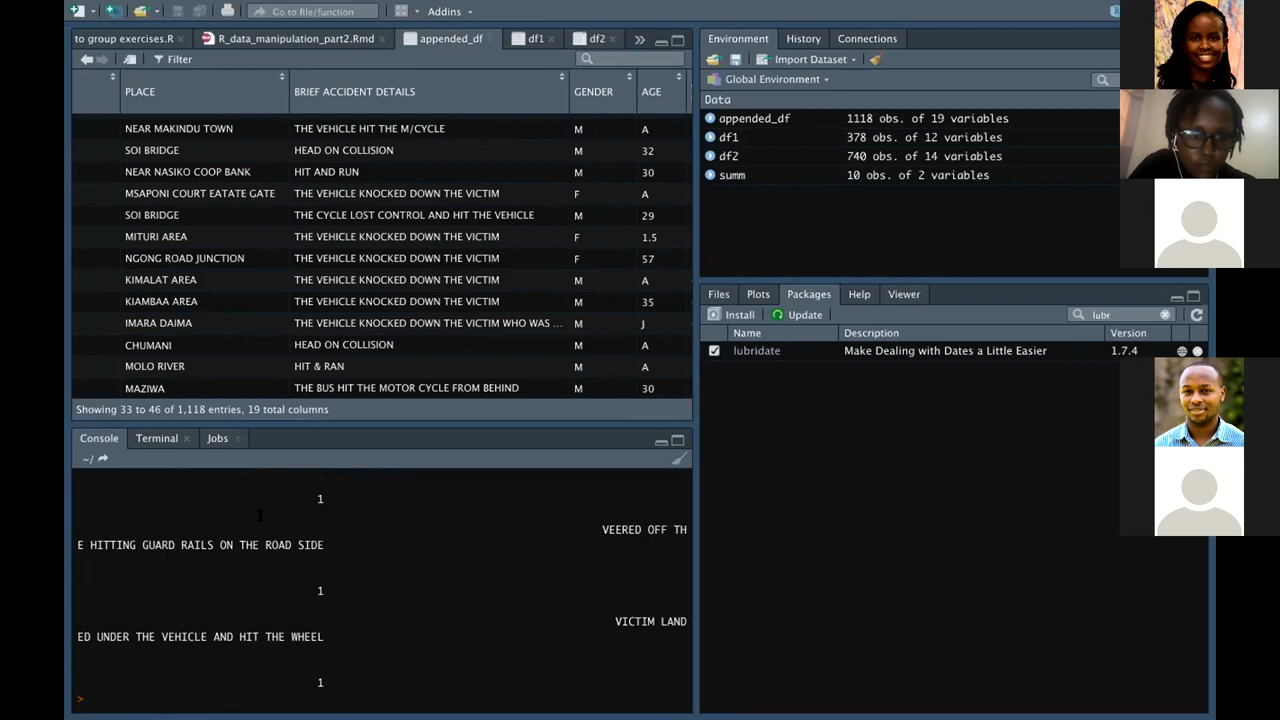 Go to file/function
Addins
to group exercises.R
R_data_manipulation_part2.Rmd
appended_df
df1
df2
Filter
PLACE BRIEF ACCIDENT DETAILS GENDER AGE
NEAR MAKINDU TOWN THE VEHICLE HIT THE M/CYCLE M A
SOI BRIDGE HEAD ON COLLISION M 32
NEAR NASIKO COOP BANK HIT AND RUN M 30
MSAPONI COURT EATATE GATE THE VEHICLE KNOCKED DOWN THE VICTIM F A
SOI BRIDGE THE CYCLE LOST CONTROL AND HIT THE VEHICLE M 29
MITURI AREA THE VEHICLE KNOCKED DOWN THE VICTIM F 1.5
NGONG ROAD JUNCTION THE VEHICLE KNOCKED DOWN THE VICTIM F 57
KIMALAT AREA THE VEHICLE KNOCKED DOWN THE VICTIM M A
KIAMBAA AREA THE VEHICLE KNOCKED DOWN THE VICTIM M 35
IMARA DAIMA THE VEHICLE KNOCKED DOWN THE VICTIM WHO WAS ... M J
CHUMANI HEAD ON COLLISION M A
MOLO RIVER HIT & RAN M A
MAZIWA THE BUS HIT THE MOTOR CYCLE FROM BEHIND M 30
Showing 33 to 46 of 1,118 entries, 19 total columns
Console Terminal Jobs
~/
1
VEERED OFF TH
E HITTING GUARD RAILS ON THE ROAD SIDE
1
VICTIM LAND
ED UNDER THE VEHICLE AND HIT THE WHEEL
1
>
Environment History Connections
Import Dataset
Global Environment
Data
appended_df 1118 obs. of 19 variables
df1 378 obs. of 12 variables
df2 740 obs. of 14 variables
summ 10 obs. of 2 variables
Files Plots Packages Help Viewer
Install Update lubr
Name Description Version
lubridate Make Dealing with Dates a Little Easier 1.7.4